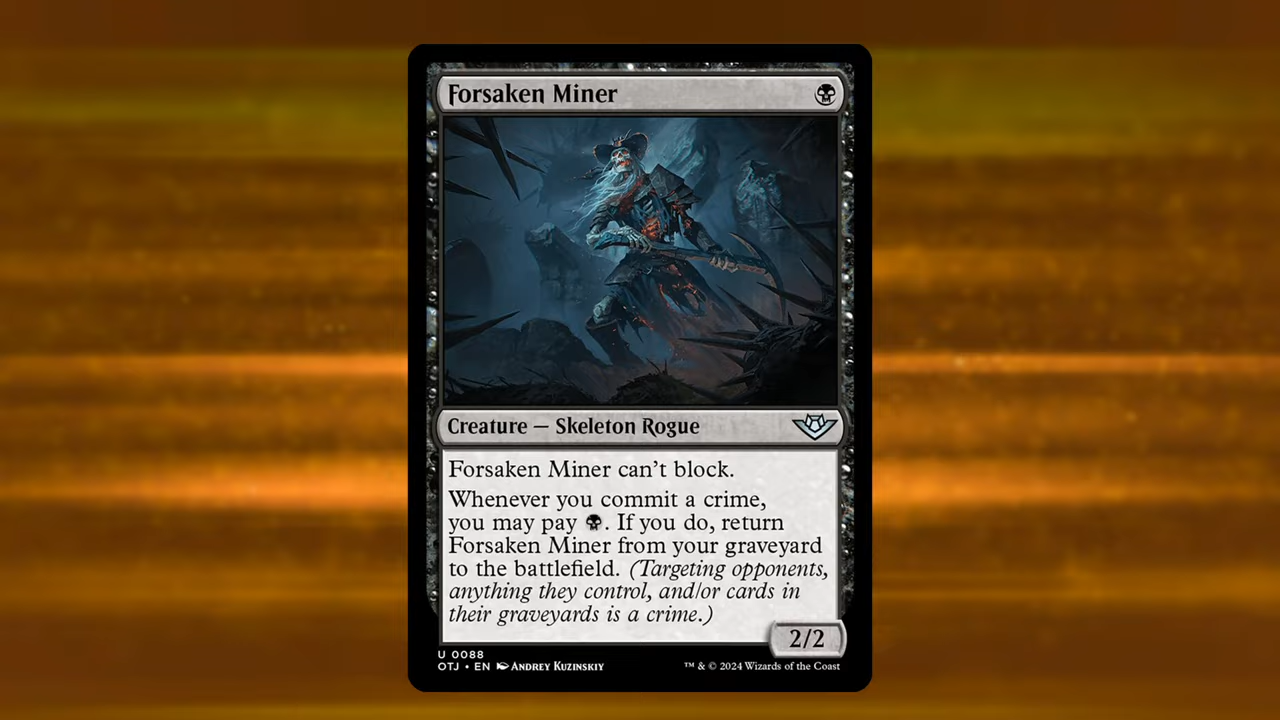 Forsaken Miner
Creature — Skeleton Rogue
Forsaken Miner can't block.
Whenever you commit a crime,
you may pay . If you do, return
Forsaken Miner from your graveyard
to the battlefield. (Targeting opponents,
anything they control, and/or cards in
their graveyards is a crime.)
2/2
U 0088
OTJ • EN ANDREY KUZINSKIY
™ & © 2024 Wizards of the Coast